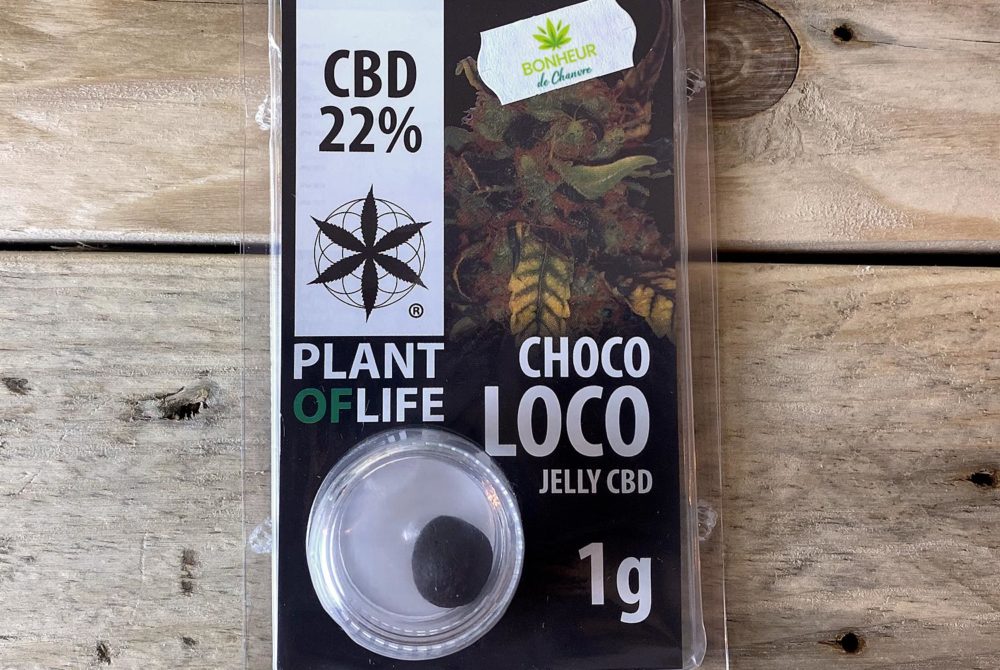 CBD
22%
®
PLANT
OFLIFE
BONHEUR
de Chanvre
CHOCO
LOCO
JELLY CBD
1g